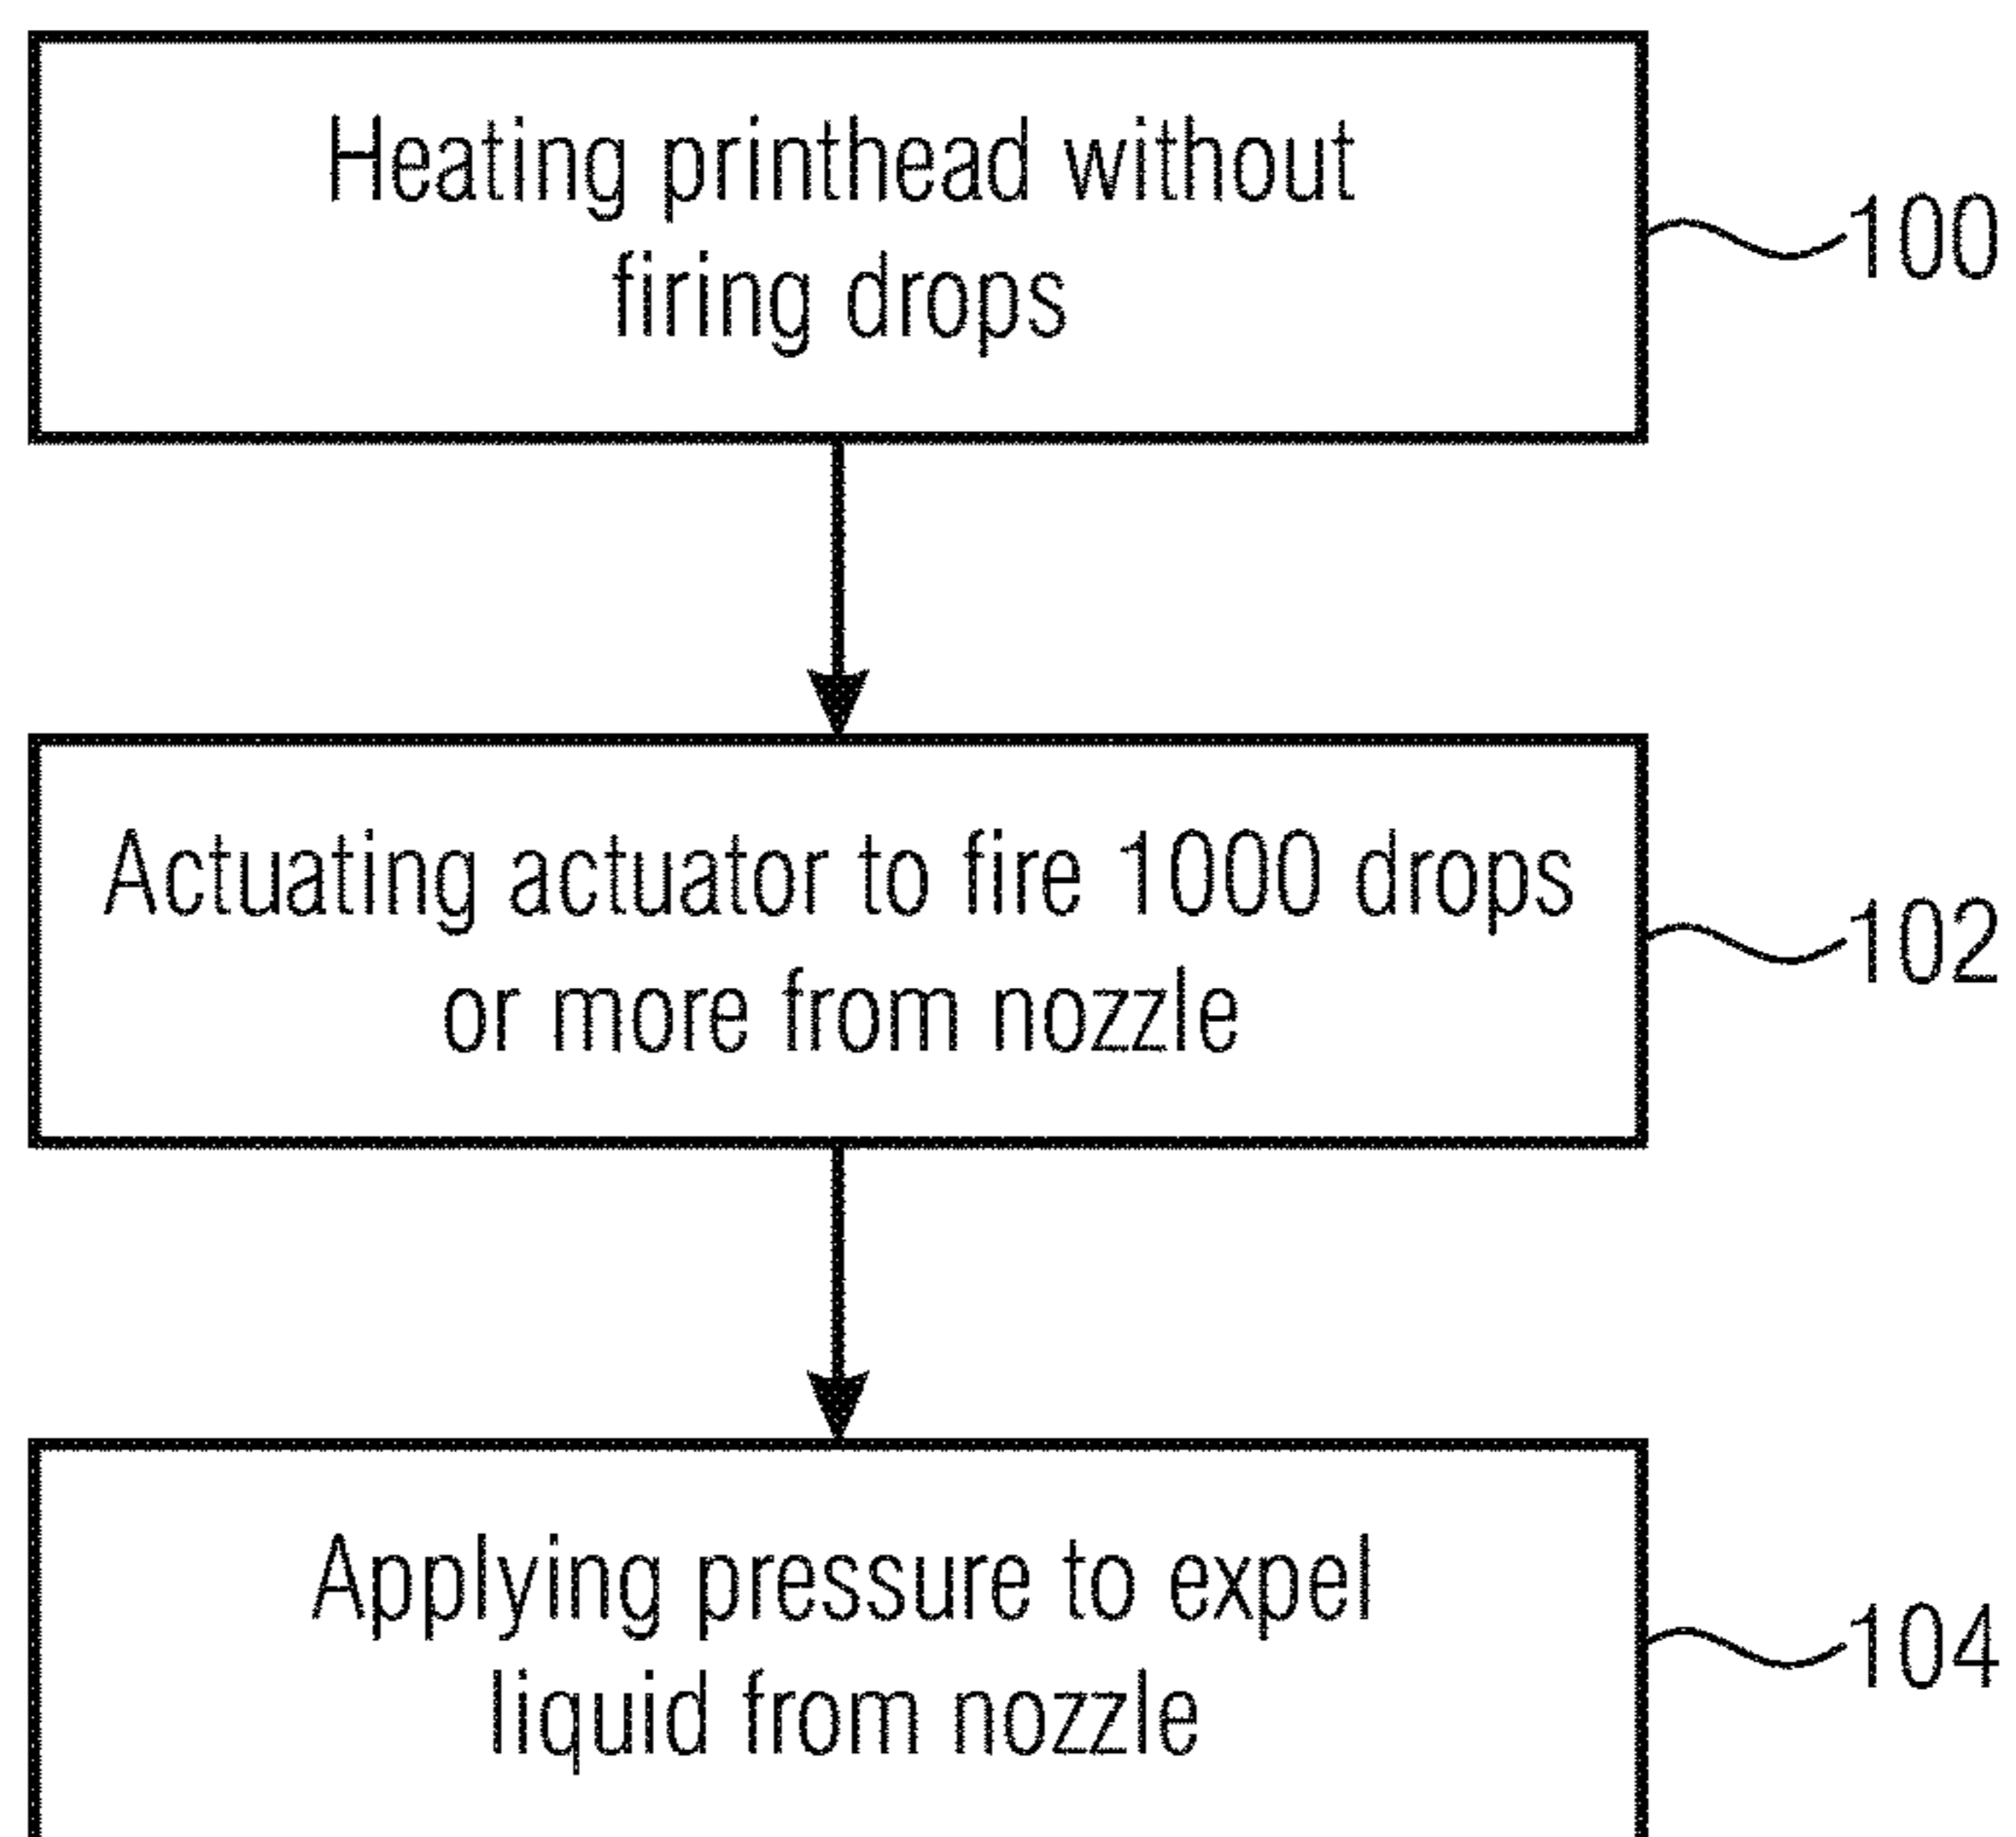 Heating printhead without
firing drops
100
Actuating actuator to fire 1000 drops
or more from nozzle
102
Applying pressure to expel
liquid from nozzle
104